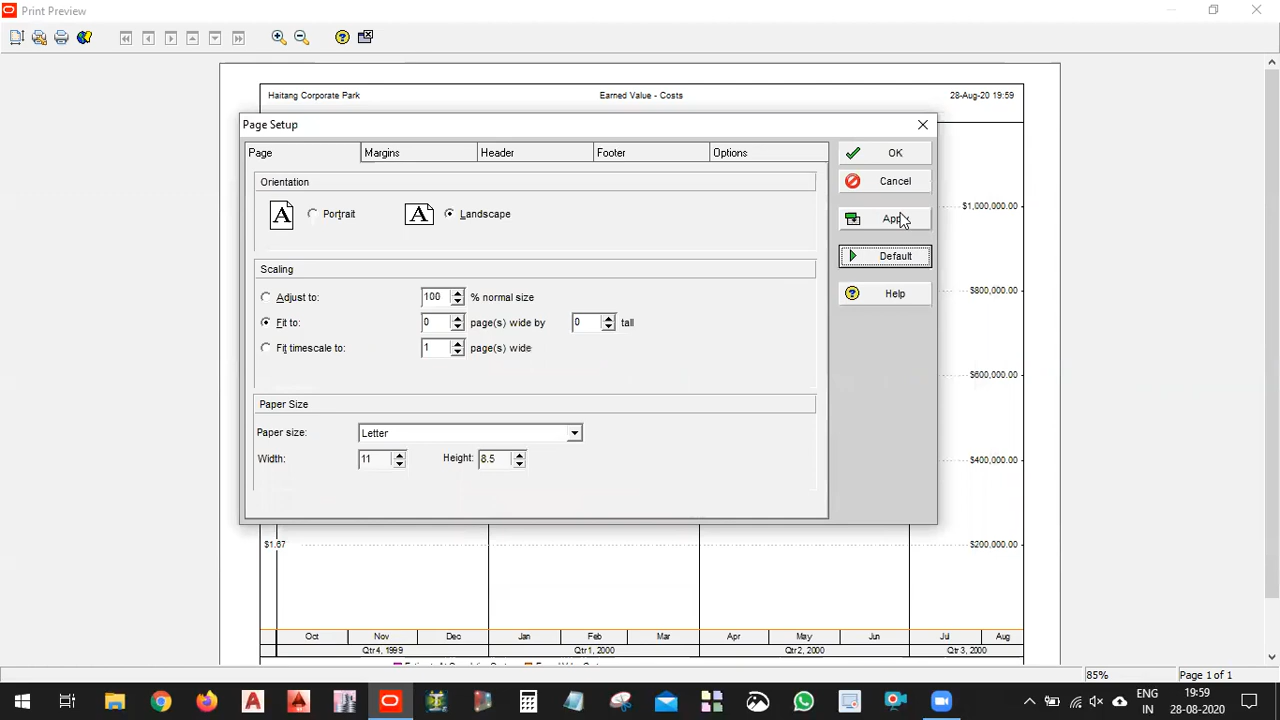 Print Preview
Haitang Corporate Park Earned Value - Costs 28-Aug-20 19:59
Page Setup
Page Margins Header Footer Options
OK
Cancel
Orientation
Portrait Landscape
$1,000,000.00
Default
Scaling
Help
Adjust to: 100 % normal size
$800,000.00
Fit to: 0 page(s) wide by 0 tall
Fit timescale to: 1 page(s) wide
$600,000.00
Paper Size
Paper size: Letter
Width: 11 Height: 8.5
$400,000.00
$200,000.00
Oct Nov Dec Jan Feb Mar Apr May Jun Jul Aug
Qtr 4, 1999 Qtr 1, 2000 Qtr 2, 2000 Qtr 3, 2000
85% Page 1 of 1
ENG 19:59
IN 28-08-2020